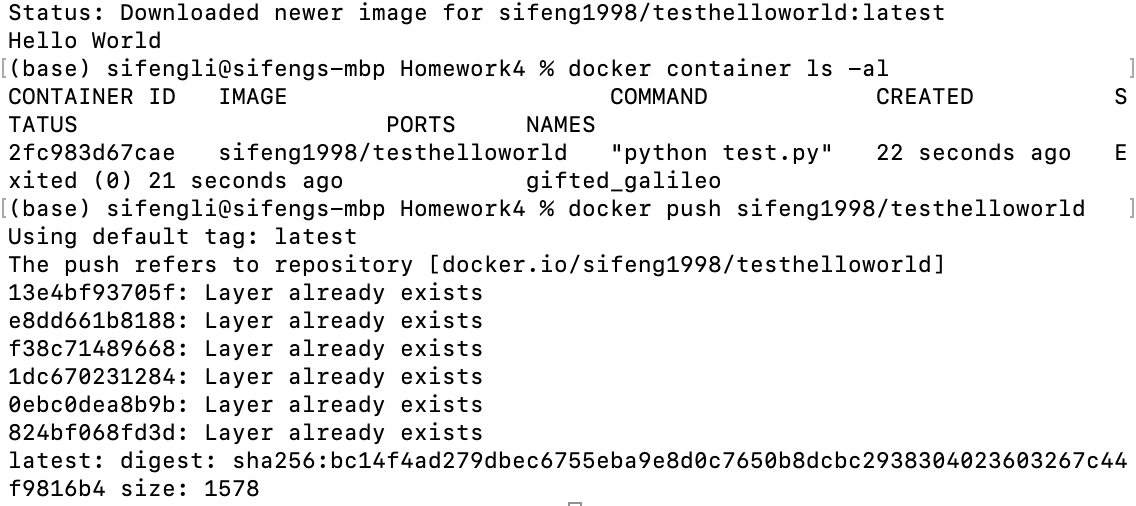 Status: Downloaded newer image for sifeng1998/testhelloworld:latest
Hello World
[(base) sifengli@sifengs-mbp Homework4 % docker container ls -al ]
CONTAINER ID   IMAGE                       COMMAND            CREATED          S
TATUS                      PORTS     NAMES
2fc983d67cae   sifeng1998/testhelloworld   "python test.py"   22 seconds ago   E
xited (0) 21 seconds ago             gifted_galileo
[(base) sifengli@sifengs-mbp Homework4 % docker push sifeng1998/testhelloworld ]
Using default tag: latest
The push refers to repository [docker.io/sifeng1998/testhelloworld]
13e4bf93705f: Layer already exists
e8dd661b8188: Layer already exists
f38c71489668: Layer already exists
1dc670231284: Layer already exists
0ebc0dea8b9b: Layer already exists
824bf068fd3d: Layer already exists
latest: digest: sha256:bc14f4ad279dbec6755eba9e8d0c7650b8dcbc2938304023603267c44
f9816b4 size: 1578